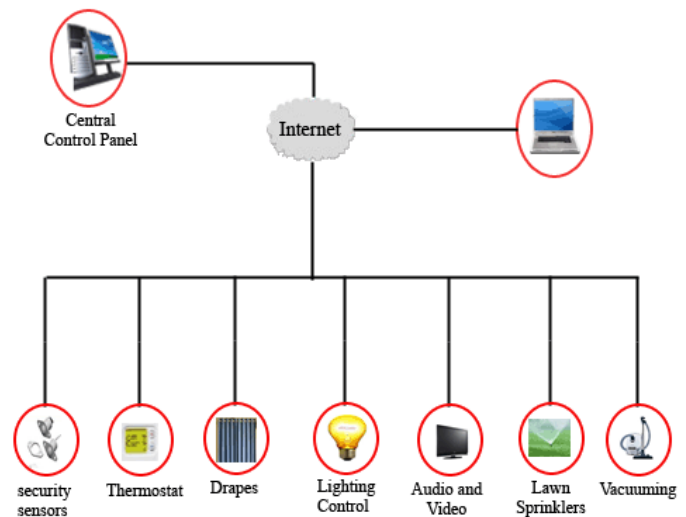 Central
Control Panel
Internet
security
sensors
Thermostat
Drapes
Lighting
Control
Audio and
Video
Lawn
Sprinklers
Vacuuming